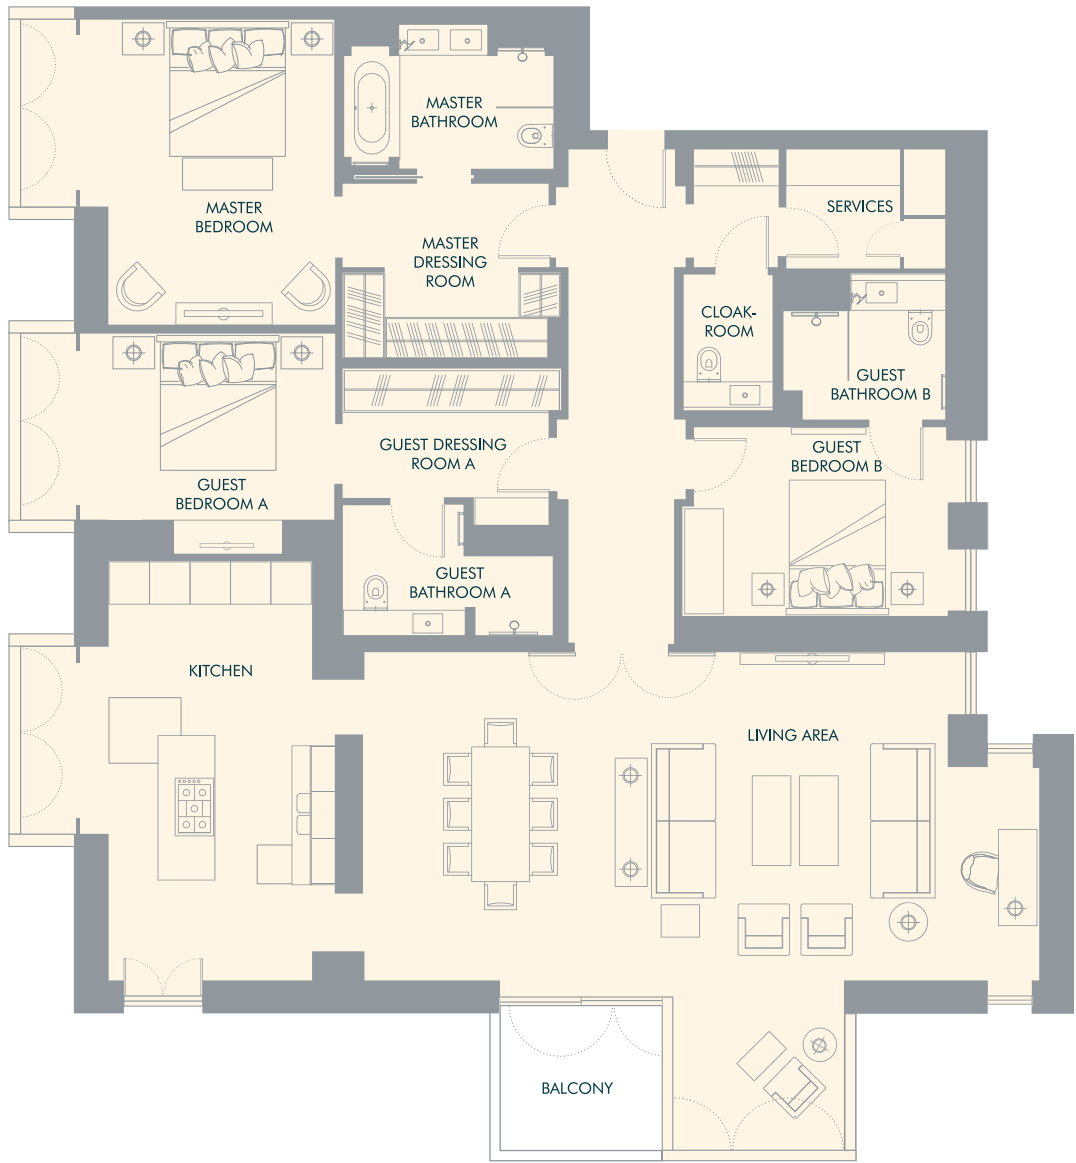 MASTER
BATHROOM
MASTER
BEDROOM
SERVICES
MASTER
DRESSING
ROOM
CLOAK-
ROOM
GUEST
BATHROOM B
GUEST DRESSING
ROOM A
GUEST
BEDROOM B
GUEST
BEDROOM A
GUEST
BATHROOM A
KITCHEN
LIVING AREA
BALCONY